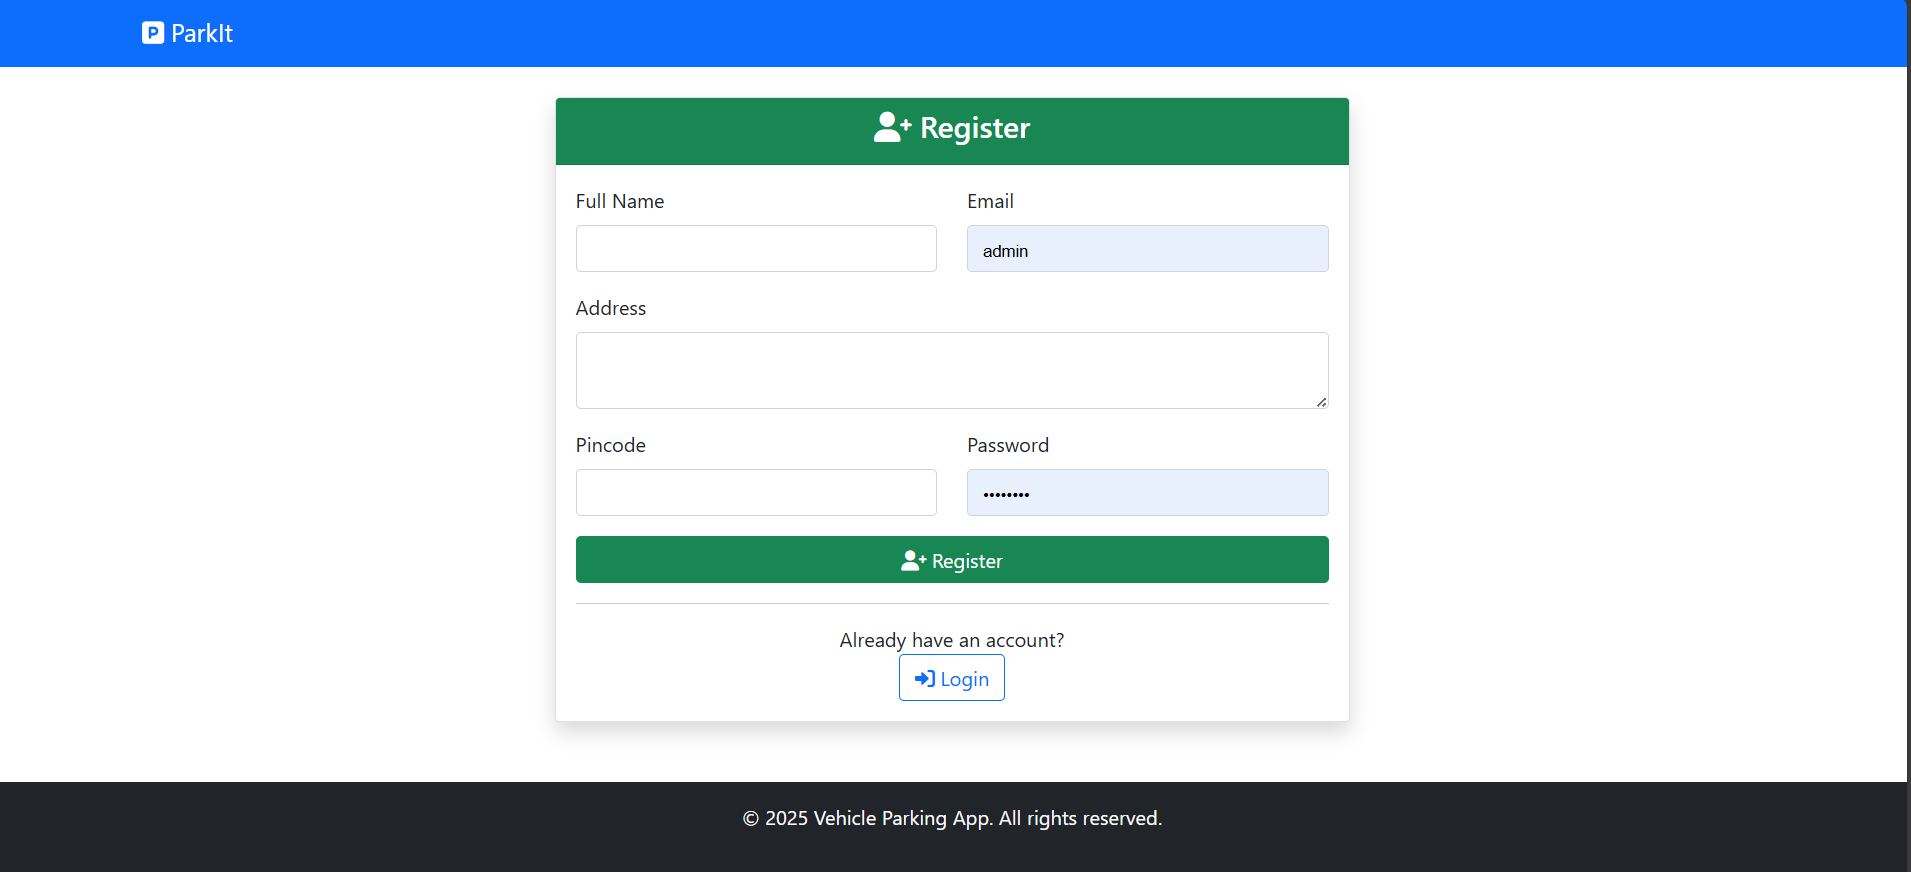 P ParkIt
Register
Full Name
Email
admin
Address
Pincode
Password
••••••••
Register
Already have an account?
Login
© 2025 Vehicle Parking App. All rights reserved.